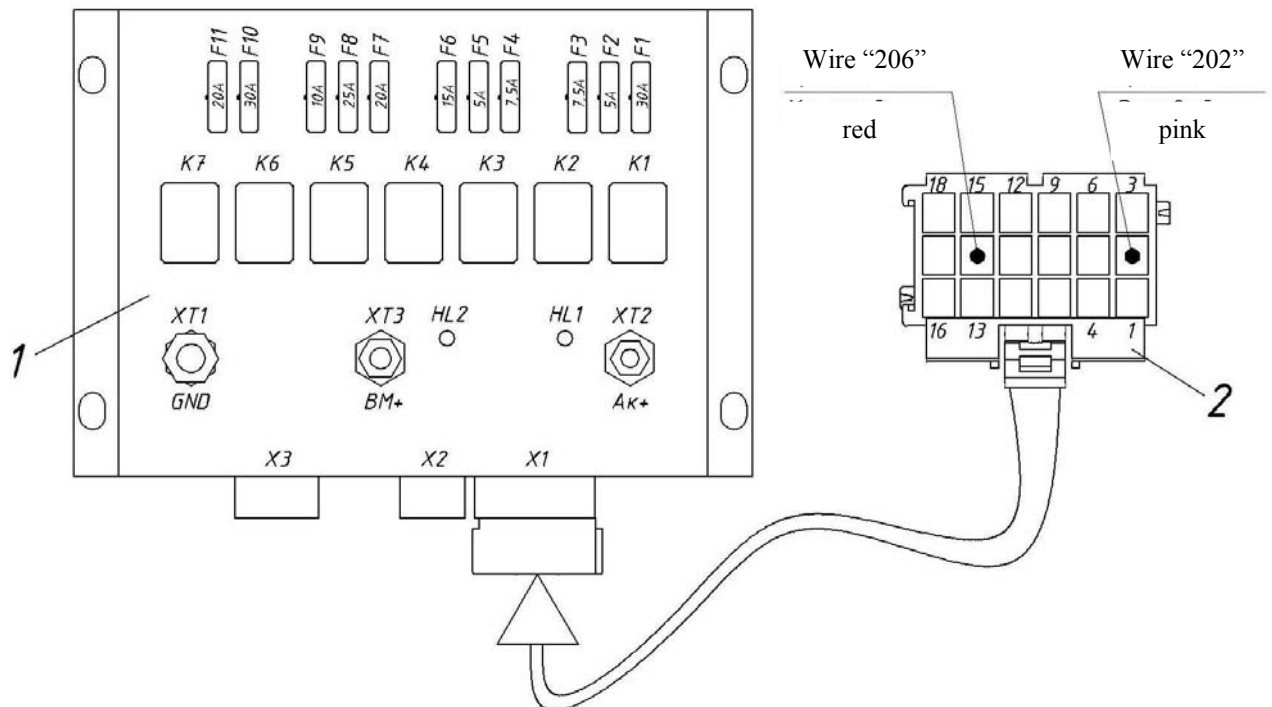 F11 F10 F9 F8 F7 F6 F5 F4 F3 F2 F1
20A 30A 10A 25A 20A 15A 5A 7,5A 7,5A 5A 30A
K7 K6 K5 K4 K3 K2 K1
XT1 XT3 HL2 HL1 XT2
GND ВМ+ Ак+
X3 X2 X1
1
Wire “206”
red
Wire “202”
pink
18 15 12 9 6 3
16 13 4 1
2